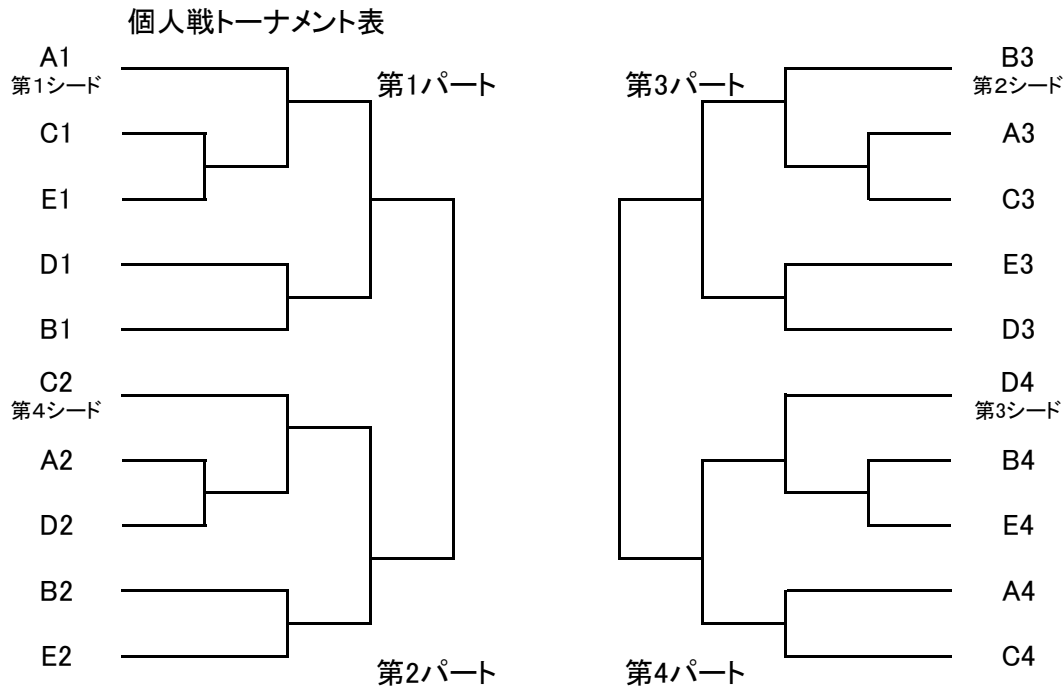 個人戦トーナメント表
A1
第1シード
C1
E1
D1
B1
第1パート
C2
第4シード
A2
D2
B2
E2
第2パート
第3パート
B3
第2シード
A3
C3
E3
D3
D4
第3シード
B4
E4
A4
C4
第4パート